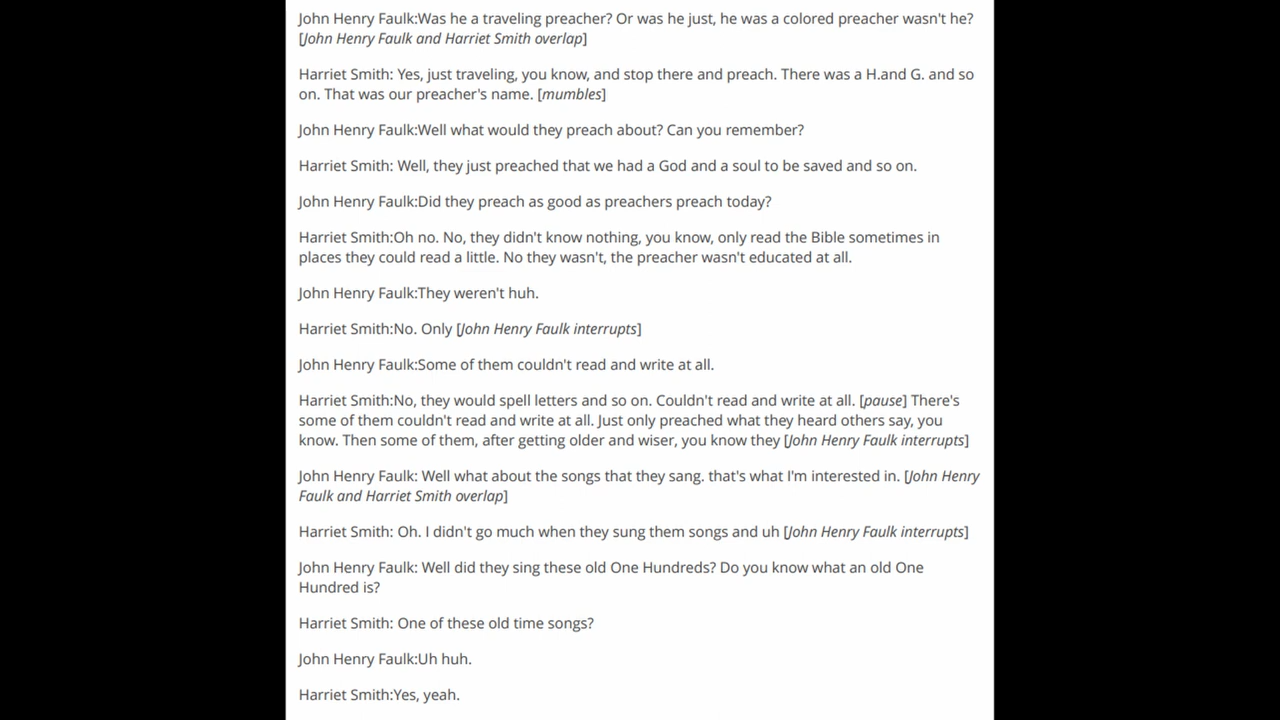 John Henry Faulk:Was he a traveling preacher? Or was he just, he was a colored preacher wasn't he?
[John Henry Faulk and Harriet Smith overlap]
Harriet Smith: Yes, just traveling, you know, and stop there and preach. There was a H.and G. and so
on. That was our preacher's name. [mumbles]
John Henry Faulk:Well what would they preach about? Can you remember?
Harriet Smith: Well, they just preached that we had a God and a soul to be saved and so on.
John Henry Faulk:Did they preach as good as preachers preach today?
Harriet Smith:Oh no. No, they didn't know nothing, you know, only read the Bible sometimes in
places they could read a little. No they wasn't, the preacher wasn't educated at all.
John Henry Faulk:They weren't huh.
Harriet Smith:No. Only [John Henry Faulk interrupts]
John Henry Faulk:Some of them couldn't read and write at all.
Harriet Smith:No, they would spell letters and so on. Couldn't read and write at all. [pause] There's
some of them couldn't read and write at all. Just only preached what they heard others say, you
know. Then some of them, after getting older and wiser, you know they [John Henry Faulk interrupts]
John Henry Faulk: Well what about the songs that they sang. that's what I'm interested in. [John Henry
Faulk and Harriet Smith overlap]
Harriet Smith: Oh. I didn't go much when they sung them songs and uh [John Henry Faulk interrupts]
John Henry Faulk: Well did they sing these old One Hundreds? Do you know what an old One
Hundred is?
Harriet Smith: One of these old time songs?
John Henry Faulk:Uh huh.
Harriet Smith:Yes, yeah.